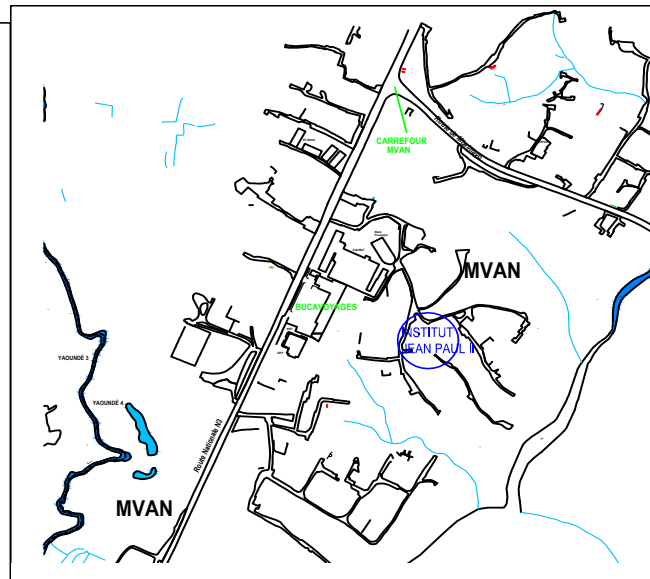 CARREFOUR
MVAN
MVAN
BUCAVOYAGES
INSTITUT
JEAN PAUL II
YAOUNDÉ 3
YAOUNDÉ 4
Route Nationale N3
MVAN